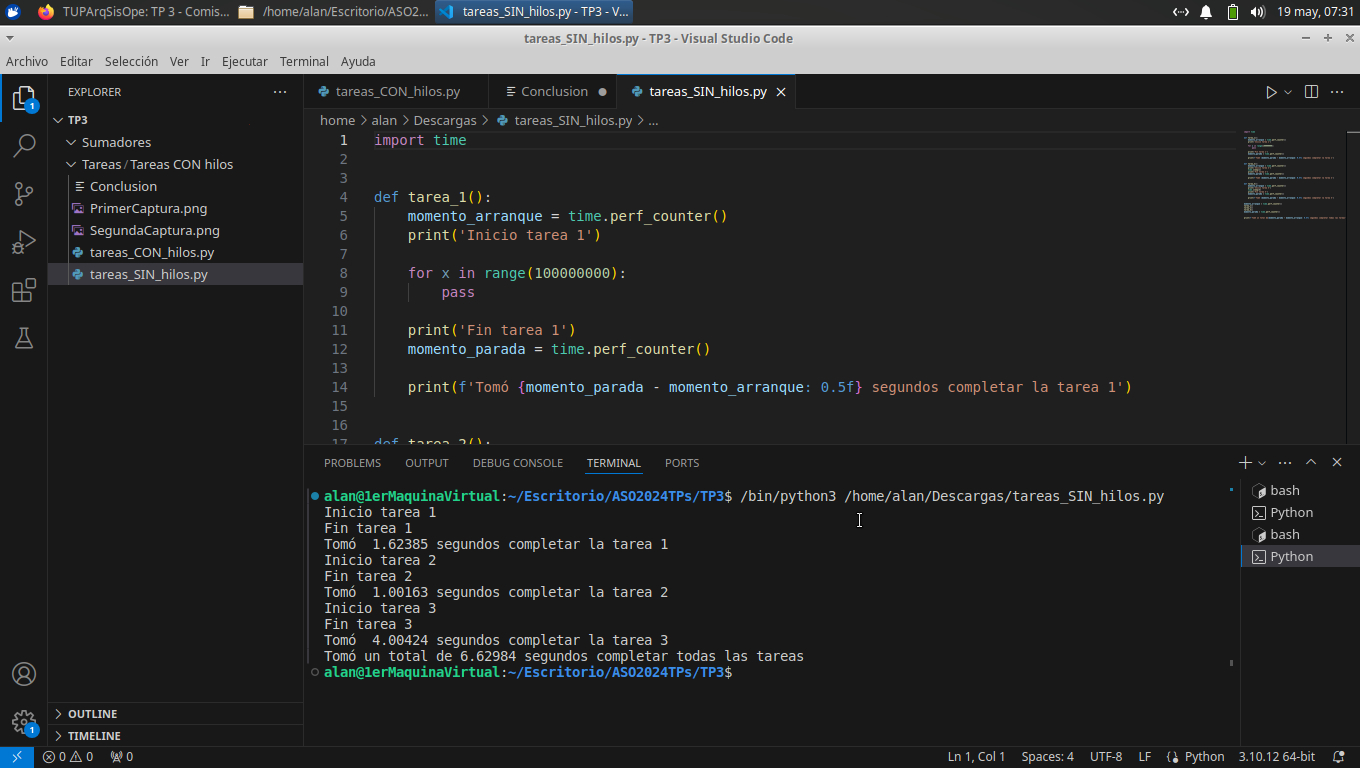 TUPArqSisOpe: TP 3 - Comis...
/home/alan/Escritorio/ASO2...
tareas_SIN_hilos.py - TP3 - V...
19 may, 07:31
tareas_SIN_hilos.py - TP3 - Visual Studio Code
Archivo Editar Selección Ver Ir Ejecutar Terminal Ayuda
EXPLORER
TP3
Sumadores
Tareas / Tareas CON hilos
Conclusion
PrimerCaptura.png
SegundaCaptura.png
tareas_CON_hilos.py
tareas_SIN_hilos.py
OUTLINE
TIMELINE
1
1
tareas_CON_hilos.py
Conclusion
tareas_SIN_hilos.py
home > alan > Descargas > tareas_SIN_hilos.py > ...
1 import time
2
3
4 def tarea_1():
5 momento_arranque = time.perf_counter()
6 print('Inicio tarea 1')
7
8 for x in range(100000000):
9 pass
10
11 print('Fin tarea 1')
12 momento_parada = time.perf_counter()
13
14 print(f'Tomó {momento_parada - momento_arranque: 0.5f} segundos completar la tarea 1')
15
16
17 def tarea_2():
PROBLEMS OUTPUT DEBUG CONSOLE TERMINAL PORTS
alan@1erMaquinaVirtual:~/Escritorio/ASO2024TPs/TP3$ /bin/python3 /home/alan/Descargas/tareas_SIN_hilos.py
Inicio tarea 1
Fin tarea 1
Tomó  1.62385 segundos completar la tarea 1
Inicio tarea 2
Fin tarea 2
Tomó  1.00163 segundos completar la tarea 2
Inicio tarea 3
Fin tarea 3
Tomó  4.00424 segundos completar la tarea 3
Tomó un total de 6.62984 segundos completar todas las tareas
alan@1erMaquinaVirtual:~/Escritorio/ASO2024TPs/TP3$
bash
Python
bash
Python
0 0 0
Ln 1, Col 1 Spaces: 4 UTF-8 LF Python 3.10.12 64-bit